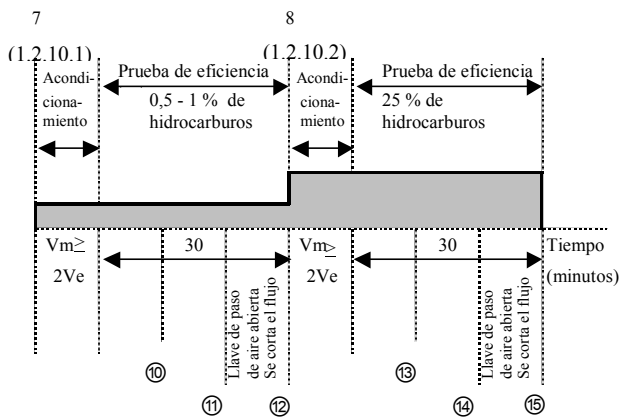 7 8
(1.2.10.1) (1.2.10.2)
Acondi-
ciona-
miento
Prueba de eficiencia
0,5 - 1 % de
hidrocarburos
Acondi-
ciona-
miento
Prueba de eficiencia
25 % de
hidrocarburos
Vm≥
2Ve
30
Vm≥
2Ve
30
Tiempo
(minutos)
Llave de paso
de aire abierta
Se corta el flujo
Llave de paso
de aire abierta
Se corta el flujo
⑩
⑪
⑫
⑬
⑭
⑮